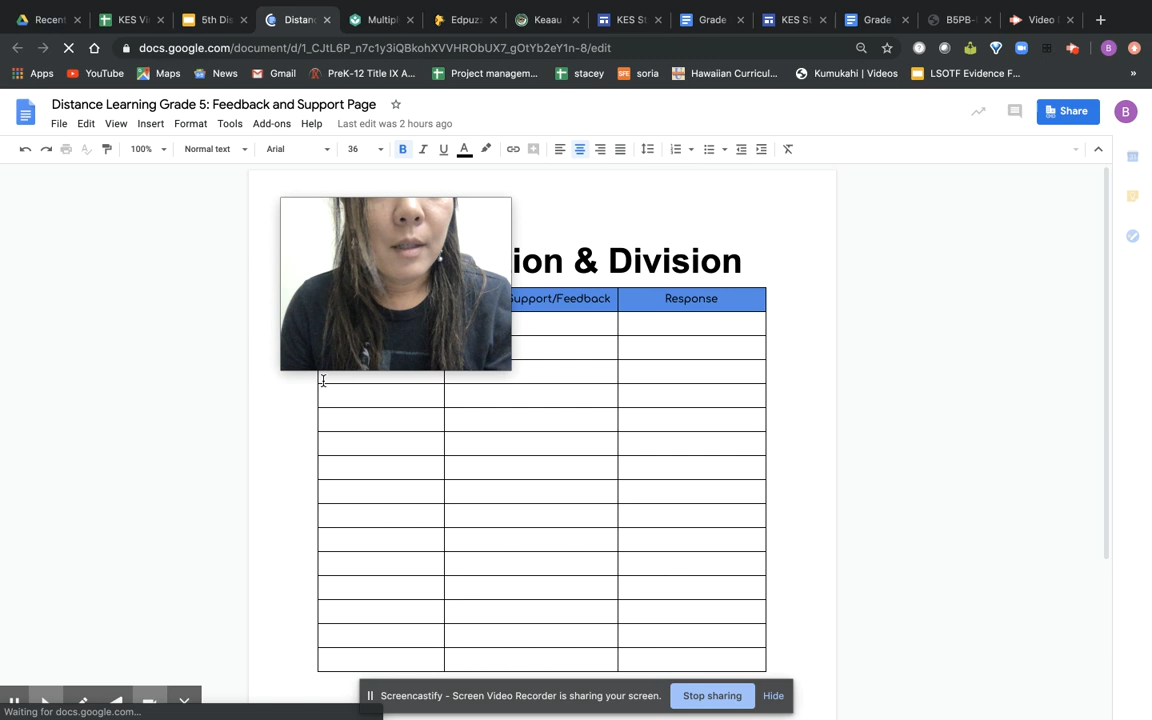 Recent
KES Vi
5th Dis
Distanc
Multipl
Edpuzz
Keaau
KES St
Grade
KES St
Grade
B5PB-
Video
docs.google.com/document/d/1_CJtL6P_n7c1y3iQBkohXVVHRObUX7_gOtYb2eY1n-8/edit
Apps YouTube Maps News Gmail PreK-12 Title IX A... Project managem... stacey soria Hawaiian Curricul... Kumukahi | Videos LSOTF Evidence F... »
Distance Learning Grade 5: Feedback and Support Page
File Edit View Insert Format Tools Add-ons Help Last edit was 2 hours ago
Share
B
100% Normal text Arial 36 B I U A
ion & Division
Support/Feedback Response
Screencastify - Screen Video Recorder is sharing your screen. Stop sharing Hide
Waiting for docs.google.com...